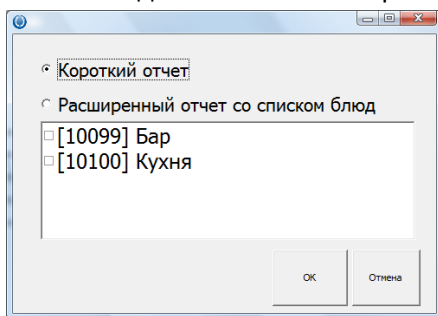 Короткий отчет
Расширенный отчет со списком блюд
[10099] Бар
[10100] Кухня
ОК Отмена